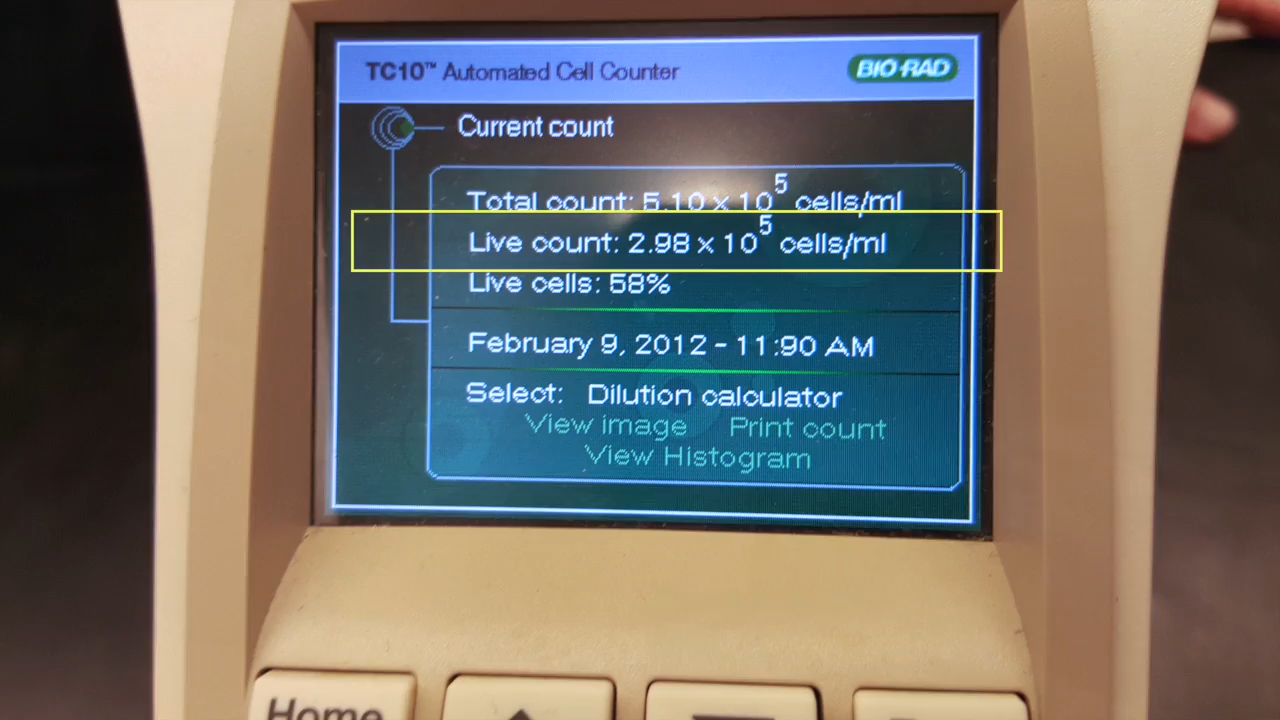 TC10™ Automated Cell Counter BIO-RAD
Current count
Total count: 5.10 x 10⁵ cells/ml
Live count: 2.98 x 10⁵ cells/ml
Live cells: 58%
February 9, 2012 - 11:90 AM
Select: Dilution calculator
View image Print count
View Histogram
Home